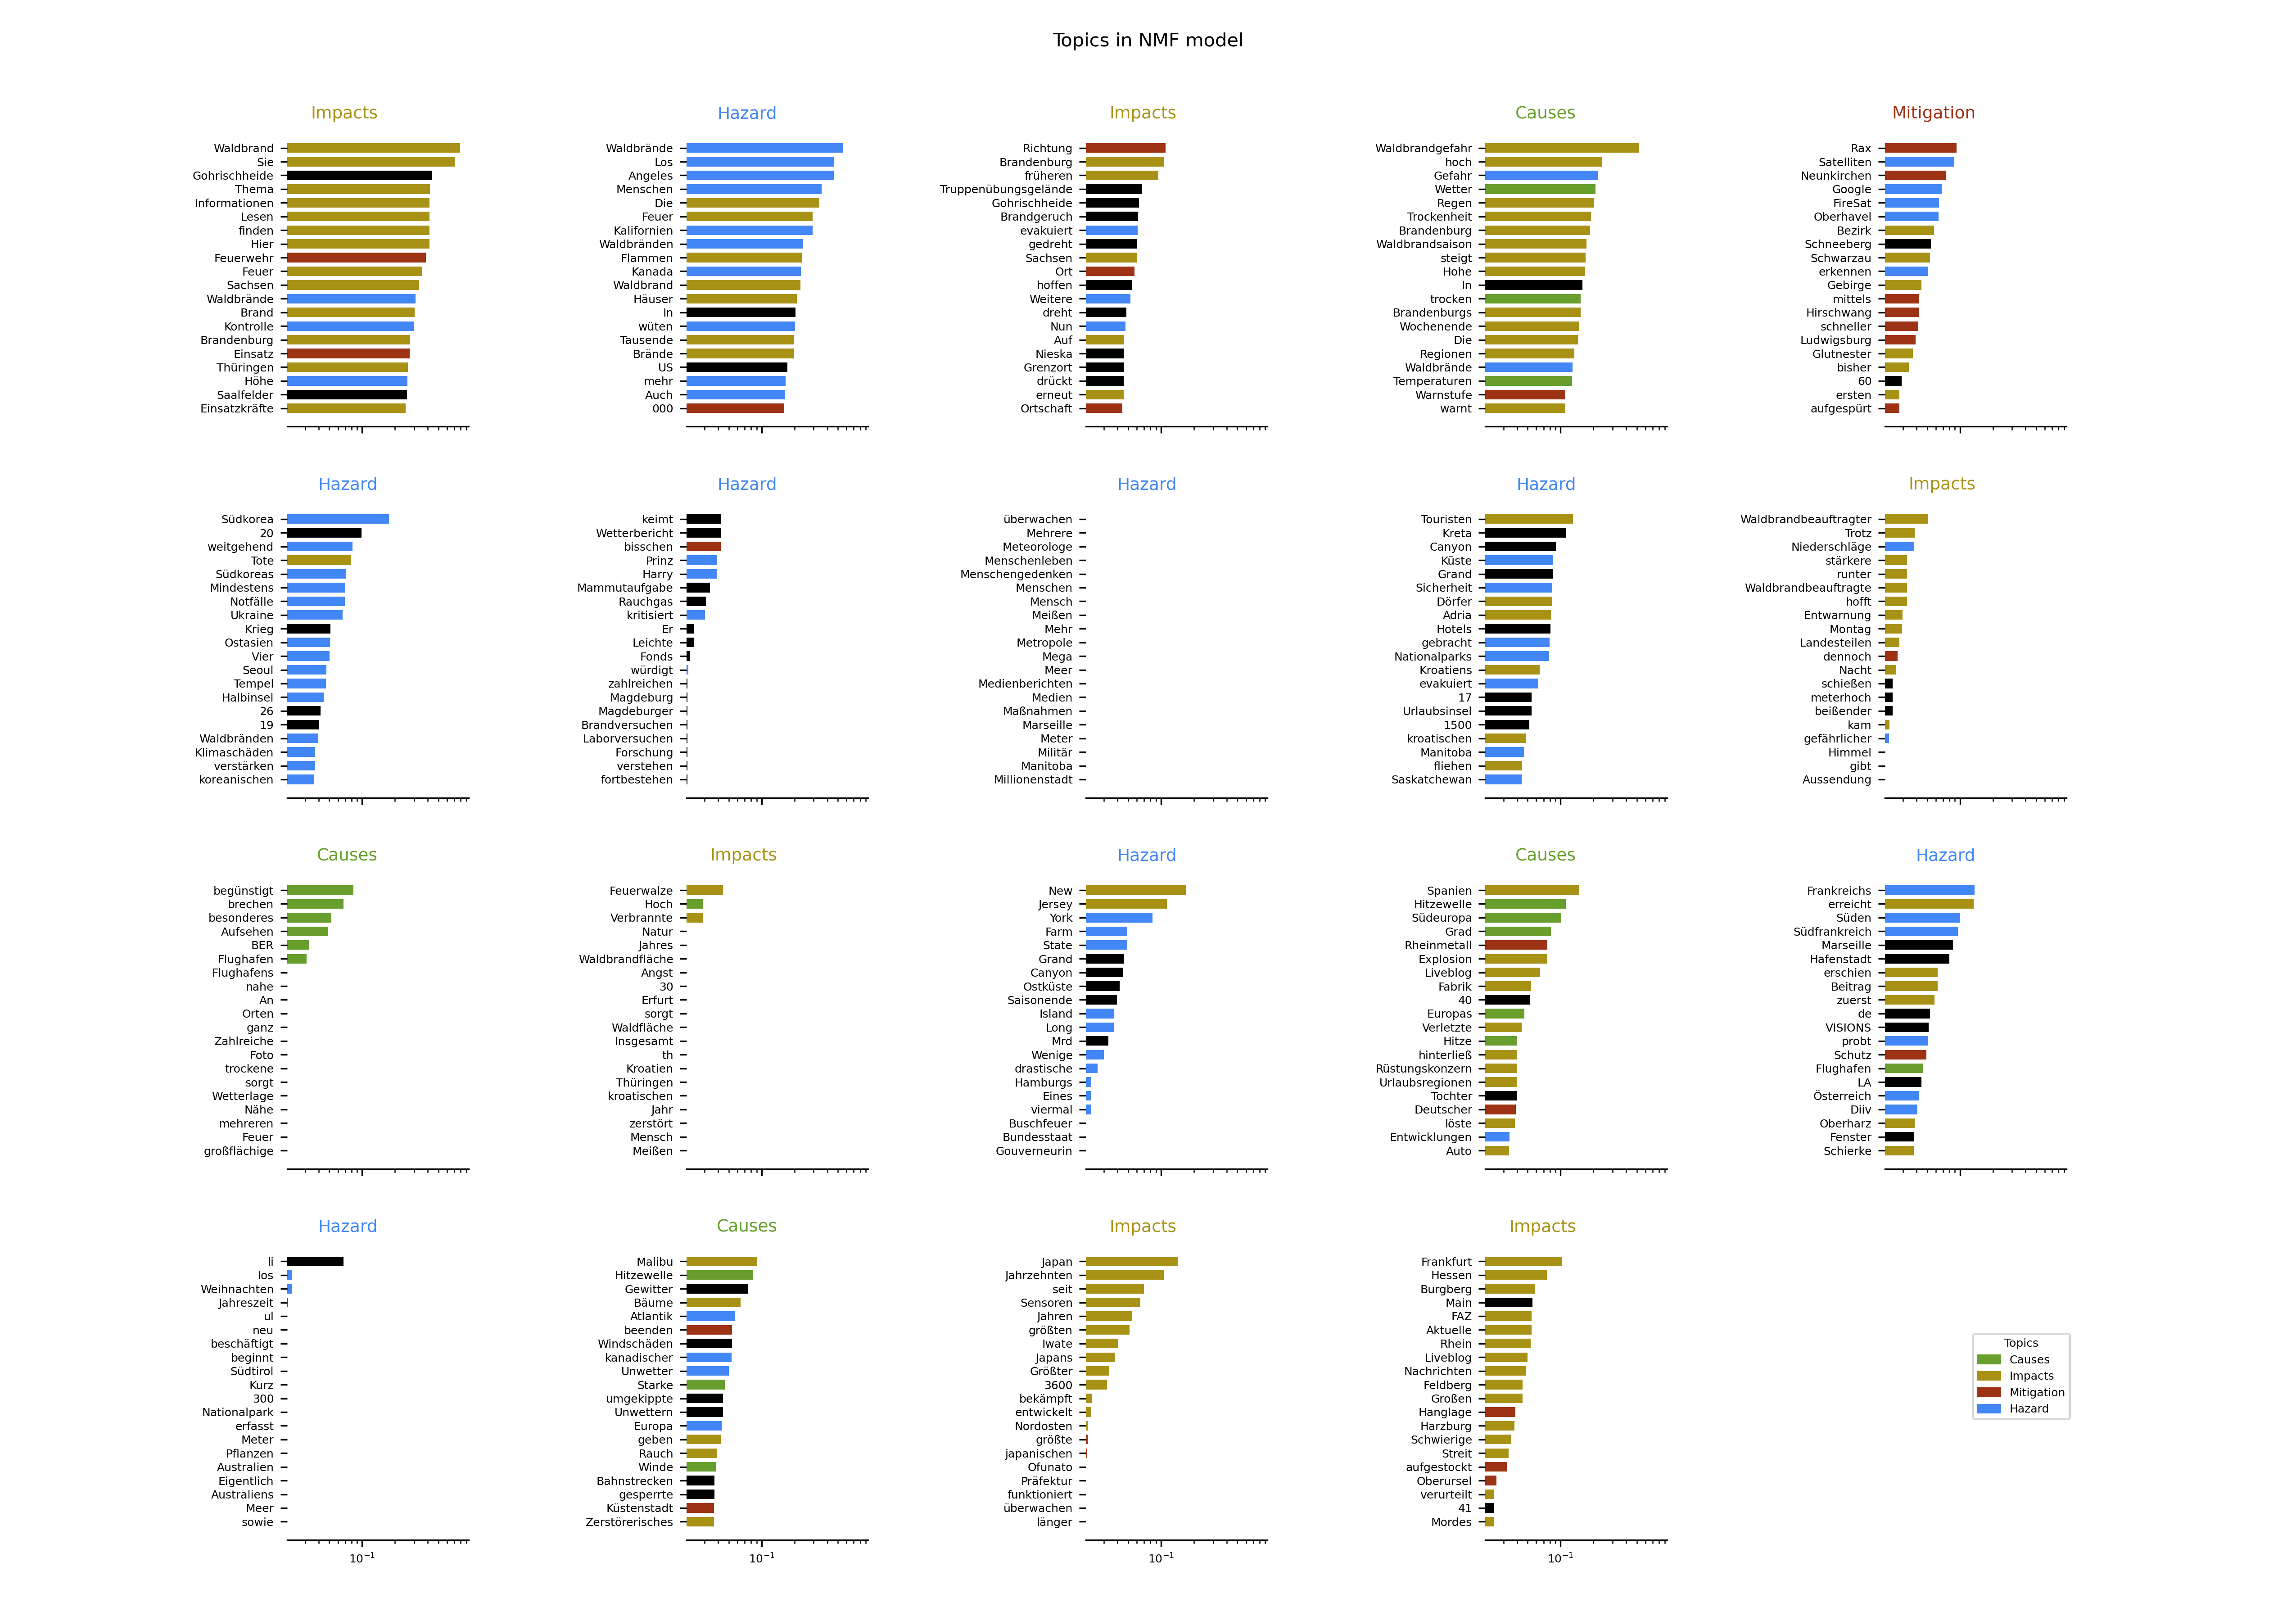 Topics in NMF model
Impacts
Waldbrand
Sie
Gohrischheide
Thema
Informationen
Lesen
finden
Hier
Feuerwehr
Feuer
Sachsen
Waldbrände
Brand
Kontrolle
Brandenburg
Einsatz
Thüringen
Höhe
Saalfelder
Einsatzkräfte
Hazard
Waldbrände
Los
Angeles
Menschen
Die
Feuer
Kalifornien
Waldbränden
Flammen
Kanada
Waldbrand
Häuser
In
wüten
Tausende
Brände
US
mehr
Auch
000
Impacts
Richtung
Brandenburg
früheren
Truppenübungsgelände
Gohrischheide
Brandgeruch
evakuiert
gedreht
Sachsen
Ort
hoffen
Weitere
dreht
Nun
Auf
Nieska
Grenzort
drückt
erneut
Ortschaft
Causes
Waldbrandgefahr
hoch
Gefahr
Wetter
Regen
Trockenheit
Brandenburg
Waldbrandsaison
steigt
Hohe
In
trocken
Brandenburgs
Wochenende
Die
Regionen
Waldbrände
Temperaturen
Warnstufe
warnt
Mitigation
Rax
Satelliten
Neunkirchen
Google
FireSat
Oberhavel
Bezirk
Schneeberg
Schwarzau
erkennen
Gebirge
mittels
Hirschwang
schneller
Ludwigsburg
Glutnester
bisher
60
ersten
aufgespürt
Hazard
Südkorea
20
weitgehend
Tote
Südkoreas
Mindestens
Notfälle
Ukraine
Krieg
Ostasien
Vier
Seoul
Tempel
Halbinsel
26
19
Waldbränden
Klimaschäden
verstärken
koreanischen
Hazard
keimt
Wetterbericht
bisschen
Prinz
Harry
Mammutaufgabe
Rauchgas
kritisiert
Er
Leichte
Fonds
würdigt
zahlreichen
Magdeburg
Magdeburger
Brandversuchen
Laborversuchen
Forschung
verstehen
fortbestehen
Hazard
überwachen
Mehrere
Meteorologe
Menschenleben
Menschengedenken
Menschen
Mensch
Meißen
Mehr
Metropole
Mega
Meer
Medienberichten
Medien
Maßnahmen
Marseille
Meter
Militär
Manitoba
Millionenstadt
Hazard
Touristen
Kreta
Canyon
Küste
Grand
Sicherheit
Dörfer
Adria
Hotels
gebracht
Nationalparks
Kroatiens
evakuiert
17
Urlaubsinsel
1500
kroatischen
Manitoba
fliehen
Saskatchewan
Impacts
Waldbrandbeauftragter
Trotz
Niederschläge
stärkere
runter
Waldbrandbeauftragte
hofft
Entwarnung
Montag
Landesteilen
dennoch
Nacht
schießen
meterhoch
beißender
kam
gefährlicher
Himmel
gibt
Aussendung
Causes
begünstigt
brechen
besonderes
Aufsehen
BER
Flughafen
Flughafens
nahe
An
Orten
ganz
Zahlreiche
Foto
trockene
sorgt
Wetterlage
Nähe
mehreren
Feuer
großflächige
Impacts
Feuerwalze
Hoch
Verbrannte
Natur
Jahres
Waldbrandfläche
Angst
30
Erfurt
sorgt
Waldfläche
Insgesamt
th
Kroatien
Thüringen
kroatischen
Jahr
zerstört
Mensch
Meißen
Hazard
New
Jersey
York
Farm
State
Grand
Canyon
Ostküste
Saisonende
Island
Long
Mrd
Wenige
drastische
Hamburgs
Eines
viermal
Buschfeuer
Bundesstaat
Gouverneurin
Causes
Spanien
Hitzewelle
Südeuropa
Grad
Rheinmetall
Explosion
Liveblog
Fabrik
40
Europas
Verletzte
Hitze
hinterließ
Rüstungskonzern
Urlaubsregionen
Tochter
Deutscher
löste
Entwicklungen
Auto
Hazard
Frankreichs
erreicht
Süden
Südfrankreich
Marseille
Hafenstadt
erschien
Beitrag
zuerst
de
VISIONS
probt
Schutz
Flughafen
LA
Österreich
Diiv
Oberharz
Fenster
Schierke
Hazard
li
los
Weihnachten
Jahreszeit
ul
neu
beschäftigt
beginnt
Südtirol
Kurz
300
Nationalpark
erfasst
Meter
Pflanzen
Australien
Eigentlich
Australiens
Meer
sowie
10⁻¹
Causes
Malibu
Hitzewelle
Gewitter
Bäume
Atlantik
beenden
Windschäden
kanadischer
Unwetter
Starke
umgekippte
Unwettern
Europa
geben
Rauch
Winde
Bahnstrecken
gesperrte
Küstenstadt
Zerstörerisches
10⁻¹
Impacts
Japan
Jahrzehnten
seit
Sensoren
Jahren
größten
Iwate
Japans
Größter
3600
bekämpft
entwickelt
Nordosten
größte
japanischen
Ofunato
Präfektur
funktioniert
überwachen
länger
10⁻¹
Impacts
Frankfurt
Hessen
Burgberg
Main
FAZ
Aktuelle
Rhein
Liveblog
Nachrichten
Feldberg
Großen
Hanglage
Harzburg
Schwierige
Streit
aufgestockt
Oberursel
verurteilt
41
Mordes
10⁻¹
Topics
Causes
Impacts
Mitigation
Hazard